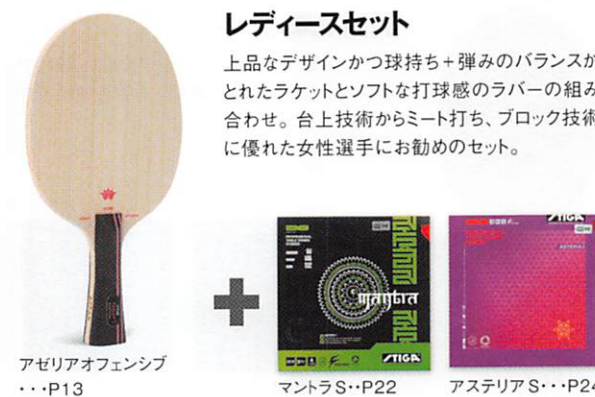 レディースセット
上品なデザインかつ球持ち+弾みのバランスが
とれたラケットとソフトな打球感のラバーの組み
合わせ。台上技術からミート打ち、ブロック技術
に優れた女性選手にお勧めのセット。
mantra
STIGA
STIGA
アゼリアオフェンシブ
・・・P13
マントラS・・P22
アステリアS・・・P24